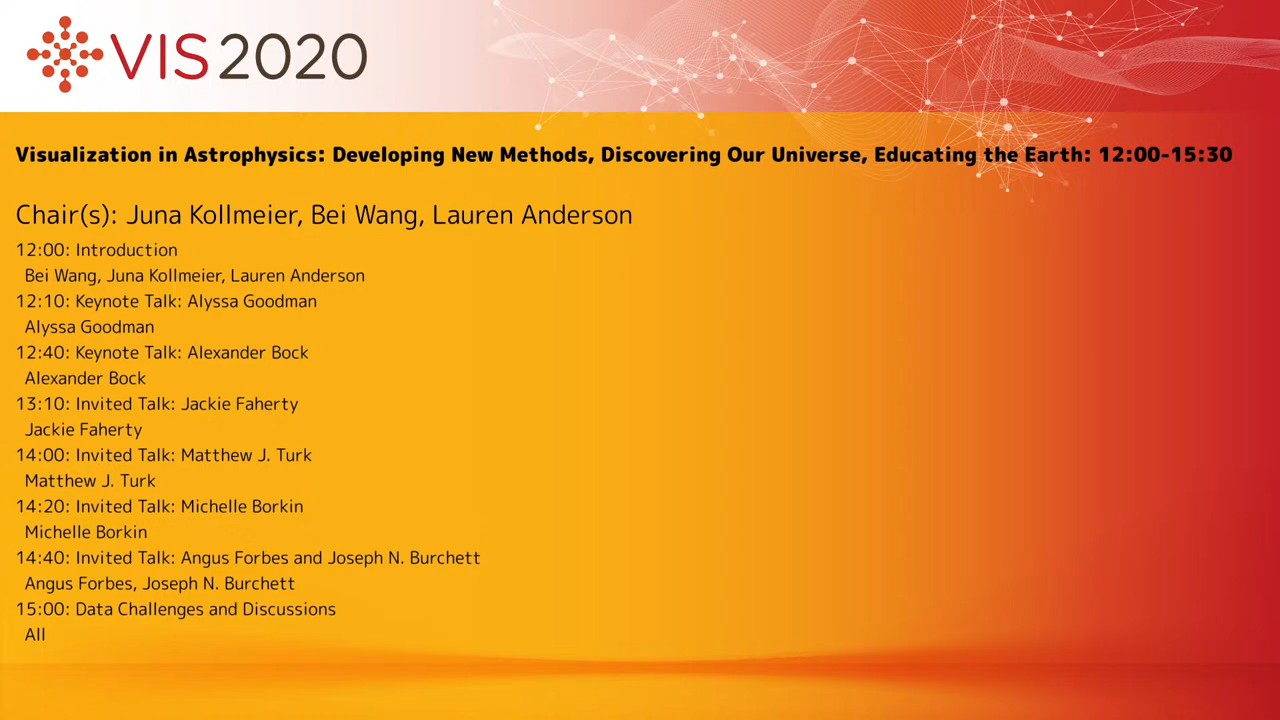 VIS2020
Visualization in Astrophysics: Developing New Methods, Discovering Our Universe, Educating the Earth: 12:00-15:30
Chair(s): Juna Kollmeier, Bei Wang, Lauren Anderson
12:00: Introduction
Bei Wang, Juna Kollmeier, Lauren Anderson
12:10: Keynote Talk: Alyssa Goodman
Alyssa Goodman
12:40: Keynote Talk: Alexander Bock
Alexander Bock
13:10: Invited Talk: Jackie Faherty
Jackie Faherty
14:00: Invited Talk: Matthew J. Turk
Matthew J. Turk
14:20: Invited Talk: Michelle Borkin
Michelle Borkin
14:40: Invited Talk: Angus Forbes and Joseph N. Burchett
Angus Forbes, Joseph N. Burchett
15:00: Data Challenges and Discussions
All